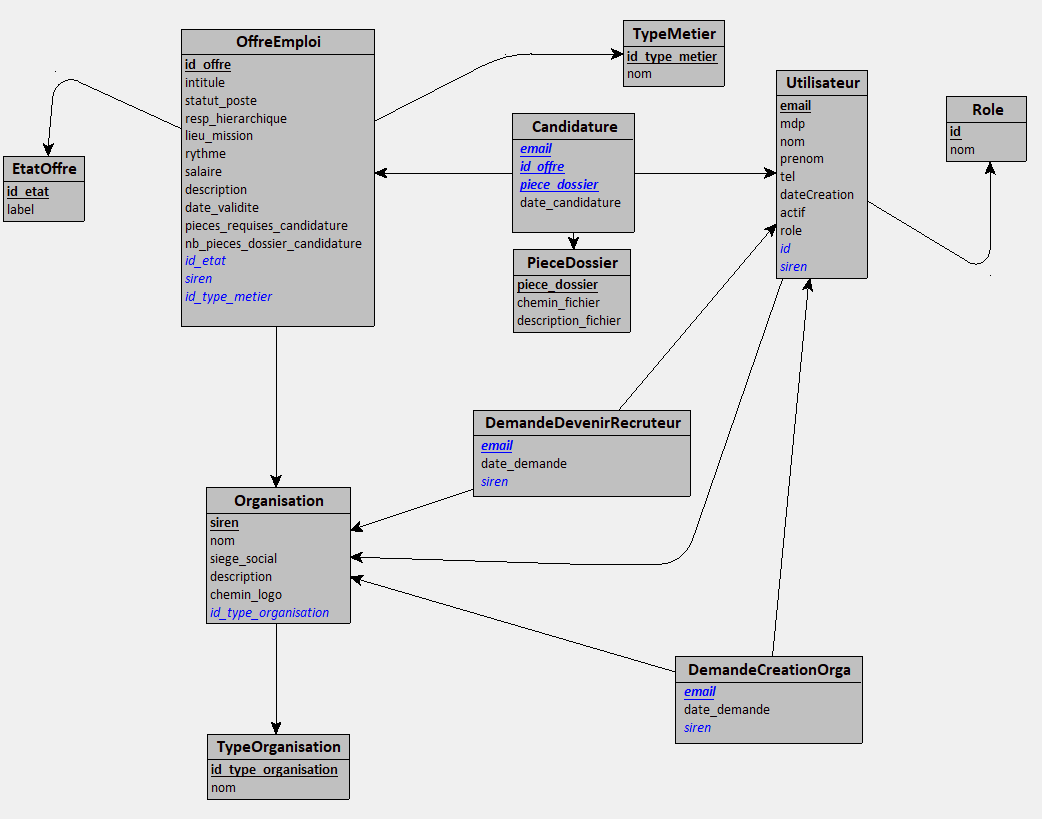 OffreEmploi
id_offre
intitule
statut_poste
resp_hierarchique
lieu_mission
rythme
salaire
description
date_validite
pieces_requises_candidature
nb_pieces_dossier_candidature
id_etat
siren
id_type_metier
TypeMetier
id_type_metier
nom
Utilisateur
email
mdp
nom
prenom
tel
dateCreation
actif
role
id
siren
Role
id
nom
Candidature
email
id_offre
piece_dossier
date_candidature
EtatOffre
id_etat
label
PieceDossier
piece_dossier
chemin_fichier
description_fichier
DemandeDevenirRecruteur
email
date_demande
siren
Organisation
siren
nom
siege_social
description
chemin_logo
id_type_organisation
DemandeCreationOrga
email
date_demande
siren
TypeOrganisation
id_type_organisation
nom